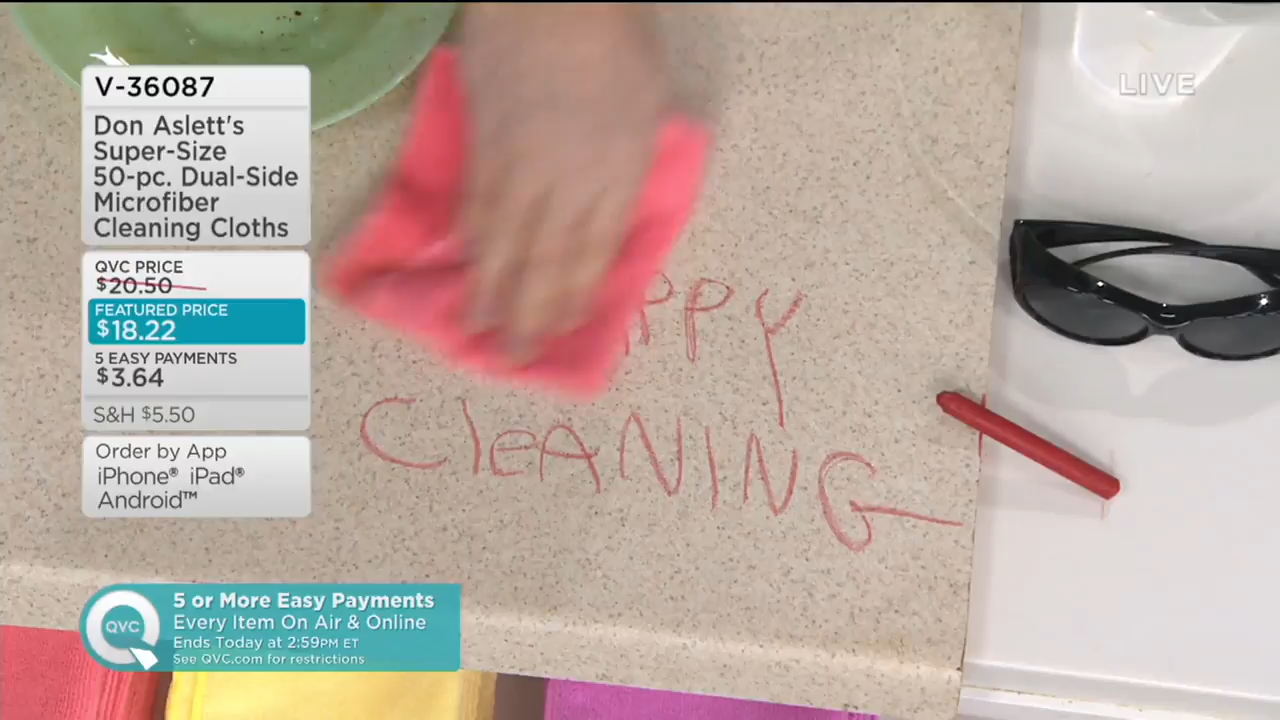 LIVE
V-36087
Don Aslett's
Super-Size
50-pc. Dual-Side
Microfiber
Cleaning Cloths
QVC PRICE
$20.50
FEATURED PRICE
$18.22
5 EASY PAYMENTS
$3.64
S&H $5.50
Order by App
iPhone® iPad®
Android™
PPY
CleANING
QVC
5 or More Easy Payments
Every Item On Air & Online
Ends Today at 2:59PM ET
See QVC.com for restrictions